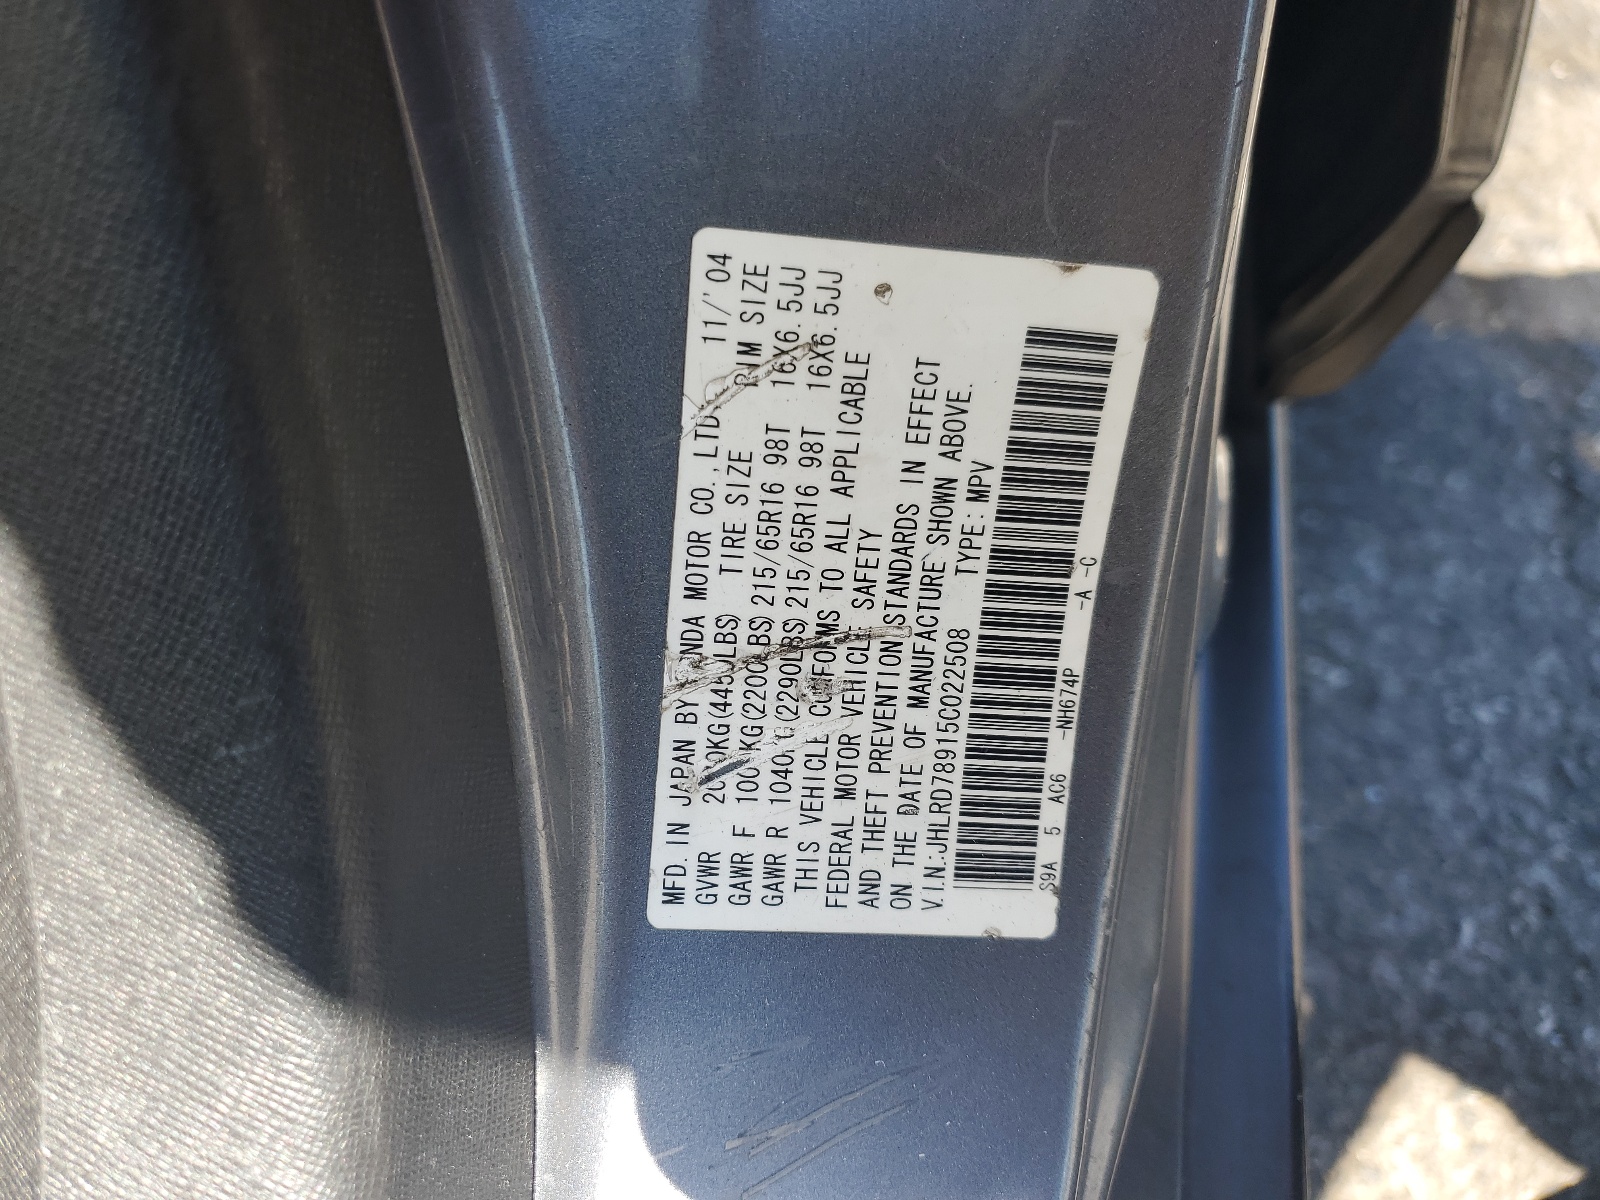 MFD. IN JAPAN BY HONDA MOTOR CO.,LTD. 11/'04
GVWR KG( LBS) TIRE SIZE RIM SIZE
GAWR F KG(2200LBS) 215/65R16 98T 16X6.5JJ
GAWR R 1040KG(2290LBS) 215/65R16 98T 16X6.5JJ
THIS VEHICLE CONFORMS TO ALL APPLICABLE
FEDERAL MOTOR VEHICLE SAFETY
AND THEFT PREVENTION STANDARDS IN EFFECT
ON THE DATE OF MANUFACTURE SHOWN ABOVE.
V.I.N.:JHLRD78915C022508 TYPE:MPV
S9A 5 AC6 -NH674P -A -C